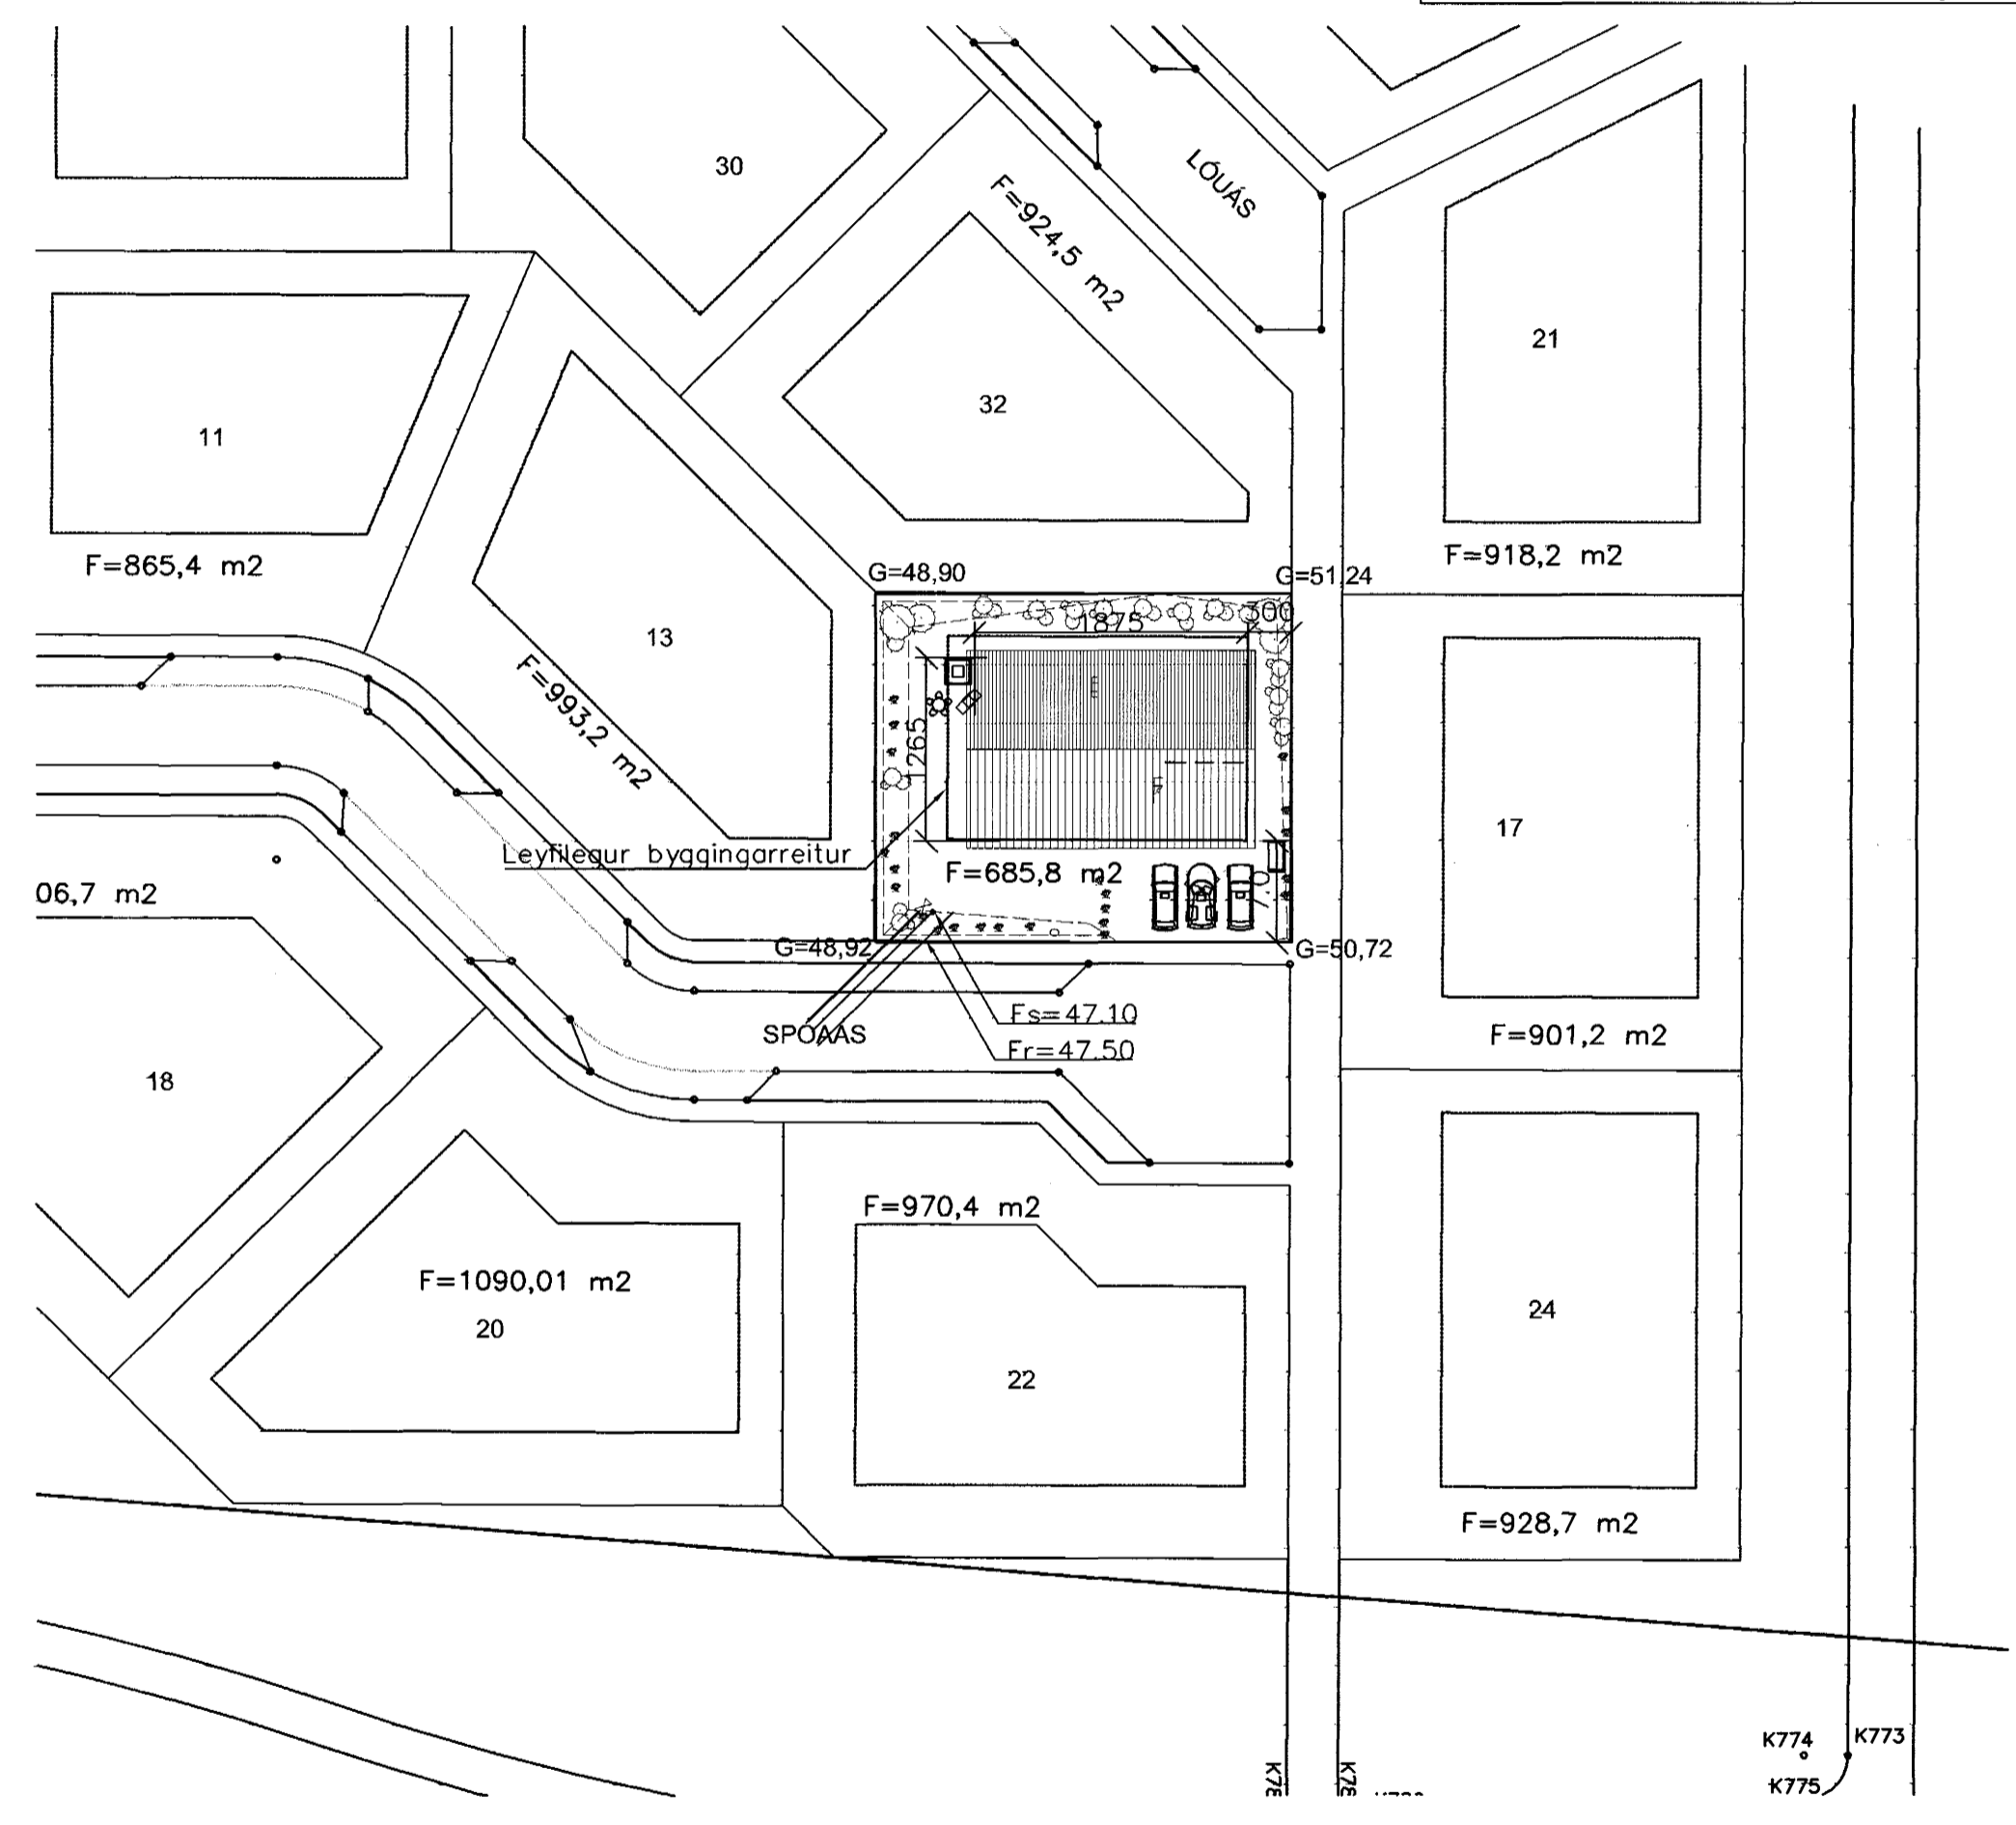 30
LÓUÁS
F=924,5 m2
21
32
11
F=865,4 m2
F=918,2 m2
G=48,90
G=51,24
300
1875
13
F=993,2 m2
1265
17
Leyfilegur byggingarreitur
F=685,8 m2
06,7 m2
G=48,92
G=50,72
Fs=47.10
SPOAAS
Fr=47.50
F=901,2 m2
18
F=970,4 m2
F=1090,01 m2
20
24
22
F=928,7 m2
K774
K773
K775
K78
K78